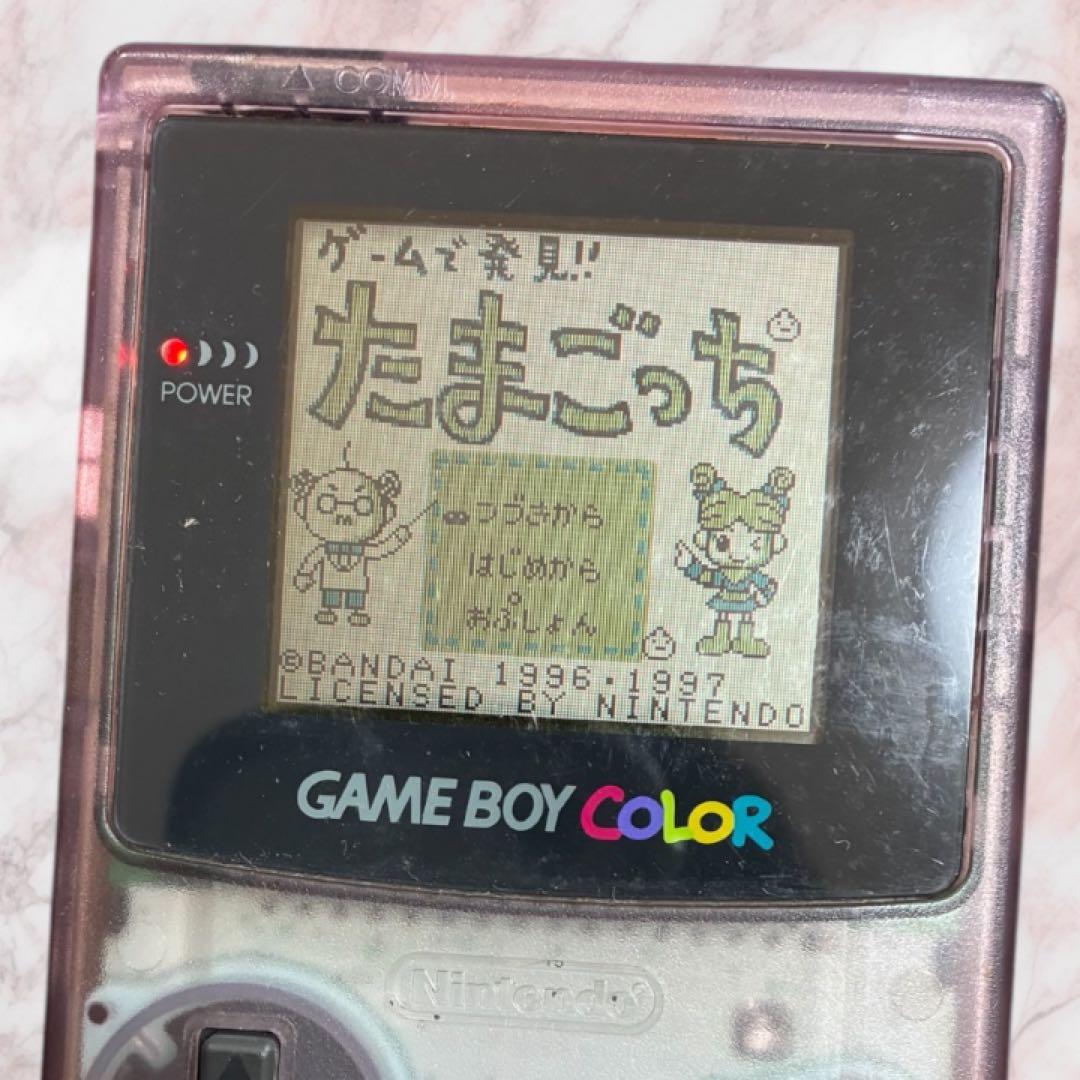 COMM.
ゲームで発見!!
たまごっち
POWER
つづきから
はじめから
おぷしょん
©BANDAI 1996・1997
LICENSED BY NINTENDO
GAME BOY COLOR
Nintendo